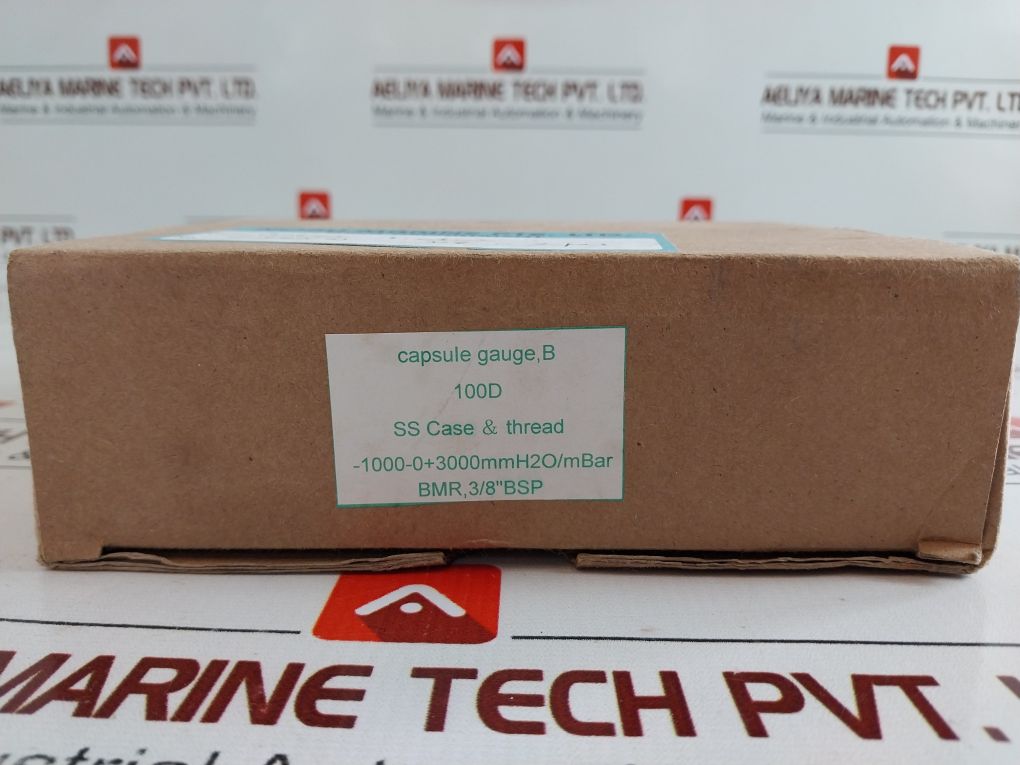 AELIYA MARINE TECH PVT. LTD.
Marine & Industrial Automation & Machinery
AELIYA MARINE TECH PVT. LTD.
Marine & Industrial Automation & Machinery
AELIYA MARINE TECH PVT. LTD
Marine & Industrial Automation & Machinery
capsule gauge,B
100D
SS Case & thread
-1000-0+3000mmH2O/mBar
BMR,3/8"BSP
MARINE TECH PVT.